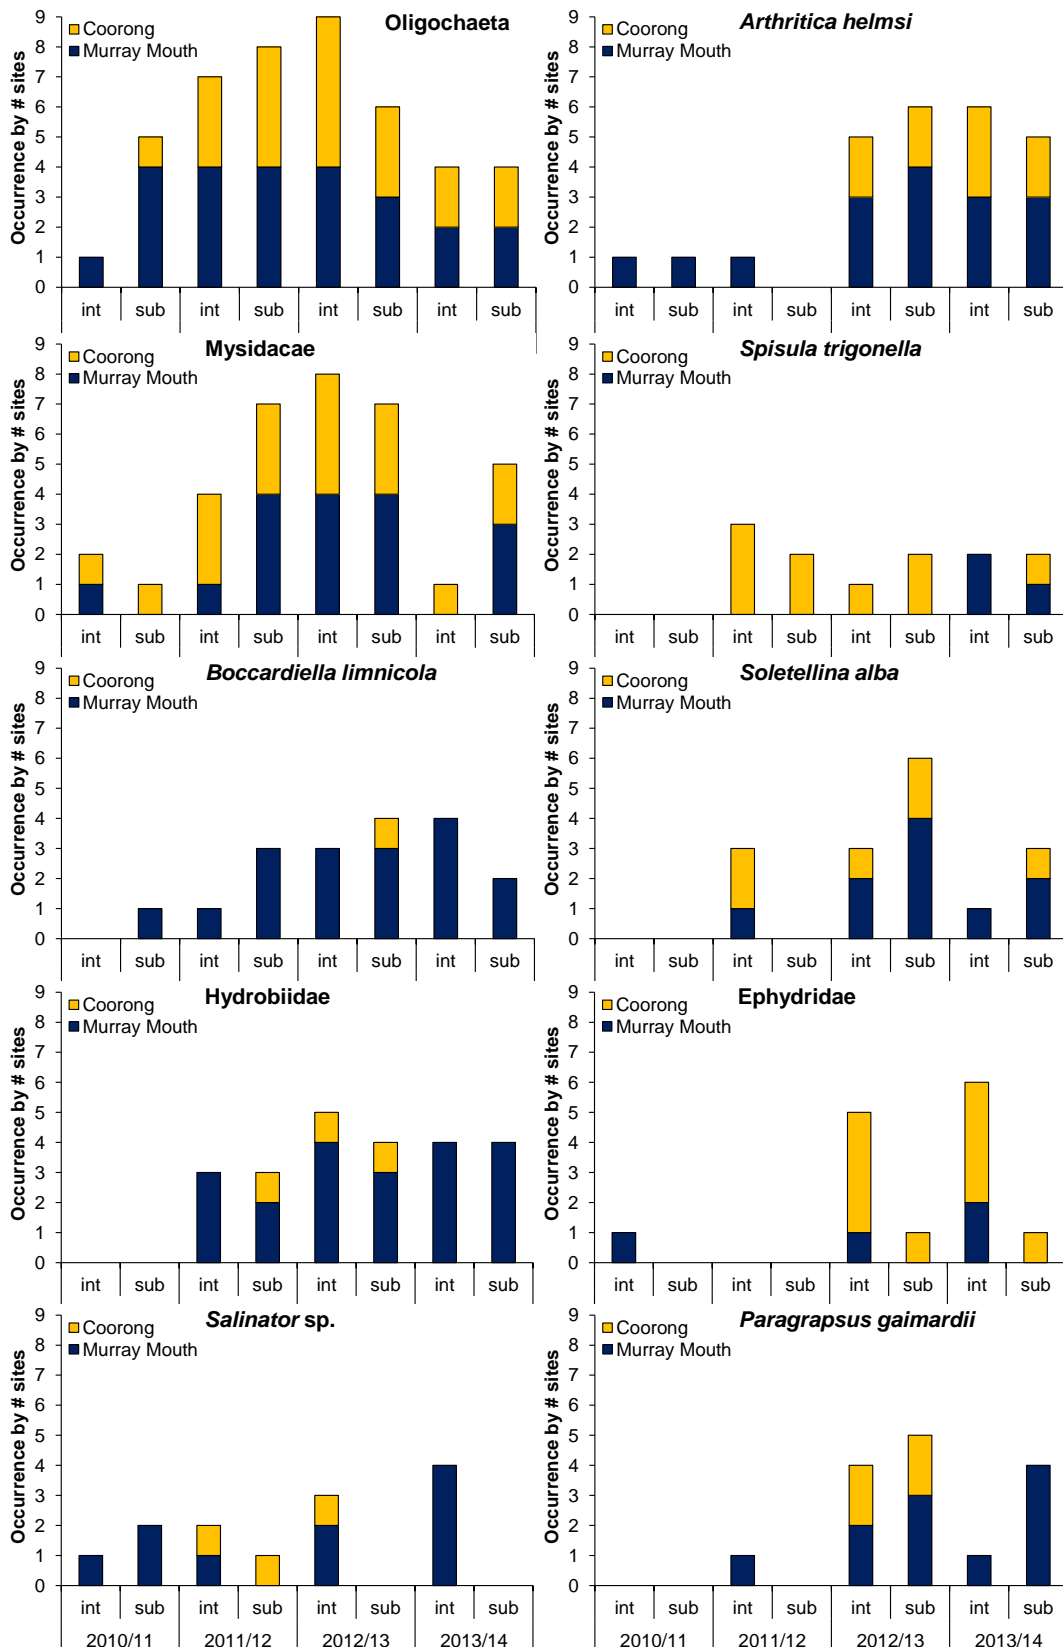 Oligochaeta
Coorong
Murray Mouth
Occurrence by # sites
9
8
7
6
5
4
3
2
1
0
int sub int sub int sub int sub
Arthritica helmsi
Coorong
Murray Mouth
Occurrence by # sites
9
8
7
6
5
4
3
2
1
0
int sub int sub int sub int sub
Mysidacae
Coorong
Murray Mouth
Occurrence by # sites
9
8
7
6
5
4
3
2
1
0
int sub int sub int sub int sub
Spisula trigonella
Coorong
Murray Mouth
Occurrence by # sites
9
8
7
6
5
4
3
2
1
0
int sub int sub int sub int sub
Boccardiella limnicola
Coorong
Murray Mouth
Occurrence by # sites
9
8
7
6
5
4
3
2
1
0
int sub int sub int sub int sub
Soletellina alba
Coorong
Murray Mouth
Occurrence by # sites
9
8
7
6
5
4
3
2
1
0
int sub int sub int sub int sub
Hydrobiidae
Coorong
Murray Mouth
Occurrence by # sites
9
8
7
6
5
4
3
2
1
0
int sub int sub int sub int sub
Ephydridae
Coorong
Murray Mouth
Occurrence by # sites
9
8
7
6
5
4
3
2
1
0
int sub int sub int sub int sub
Salinator sp.
Coorong
Murray Mouth
Occurrence by # sites
9
8
7
6
5
4
3
2
1
0
int sub int sub int sub int sub
2010/11 2011/12 2012/13 2013/14
Paragrapsus gaimardii
Coorong
Murray Mouth
Occurrence by # sites
9
8
7
6
5
4
3
2
1
0
int sub int sub int sub int sub
2010/11 2011/12 2012/13 2013/14